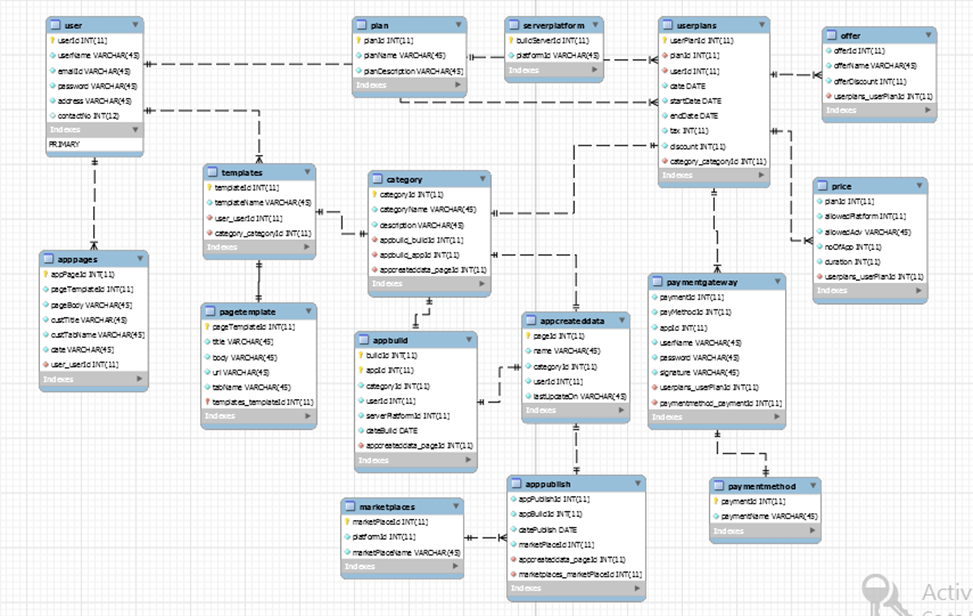 user
userId INT(11)
userName VARCHAR(45)
emailId VARCHAR(45)
password VARCHAR(45)
address VARCHAR(45)
contactNo INT(12)
Indexes
PRIMARY
plan
planId INT(11)
planName VARCHAR(45)
planDescription VARCHAR(45)
Indexes
serverplatform
buildServerId INT(11)
platformId VARCHAR(45)
Indexes
userplans
userPlanId INT(11)
planId INT(11)
userId INT(11)
date DATE
startDate DATE
endDate DATE
tax INT(11)
discount INT(11)
category_categoryId INT(11)
Indexes
offer
offerId INT(11)
offerName VARCHAR(45)
offerDiscount INT(11)
userplans_userPlanId INT(11)
Indexes
templates
templateId INT(11)
templateName VARCHAR(45)
user_userId INT(11)
category_categoryId INT(11)
Indexes
category
categoryId INT(11)
categoryName VARCHAR(45)
description VARCHAR(45)
appbuild_buildId INT(11)
appbuild_appId INT(11)
appcreateddata_pageId INT(11)
Indexes
price
planId INT(11)
allowedPlatform INT(11)
allowedAdv VARCHAR(45)
noOfApp INT(11)
duration INT(11)
userplans_userPlanId INT(11)
Indexes
apppages
appPageId INT(11)
pageTemplateId INT(11)
pageBody VARCHAR(45)
custTitle VARCHAR(45)
custTabName VARCHAR(45)
date VARCHAR(45)
user_userId INT(11)
Indexes
pagetemplate
pageTemplateId INT(11)
title VARCHAR(45)
body VARCHAR(45)
url VARCHAR(45)
tabName VARCHAR(45)
templates_templateId INT(11)
Indexes
appbuild
buildId INT(11)
appId INT(11)
categoryId INT(11)
userId INT(11)
serverPlatformId INT(11)
dateBuild DATE
appcreateddata_pageId INT(11)
Indexes
appcreateddata
pageId INT(11)
name VARCHAR(45)
categoryId INT(11)
userId INT(11)
lastUpdateOn VARCHAR(45)
Indexes
paymentgateway
paymentId INT(11)
payMethodId INT(11)
appId INT(11)
userName VARCHAR(45)
password VARCHAR(45)
signature VARCHAR(45)
userplans_userPlanId INT(11)
paymentmethod_paymentId INT(11)
Indexes
marketplaces
marketPlaceId INT(11)
platformId INT(11)
marketPlaceName VARCHAR(45)
Indexes
apppublish
appPublishId INT(11)
appBuildId INT(11)
datePublish DATE
marketPlaceId INT(11)
appcreateddata_pageId INT(11)
marketplaces_marketPlaceId INT(11)
Indexes
paymentmethod
paymentId INT(11)
paymentName VARCHAR(45)
Indexes
Activ